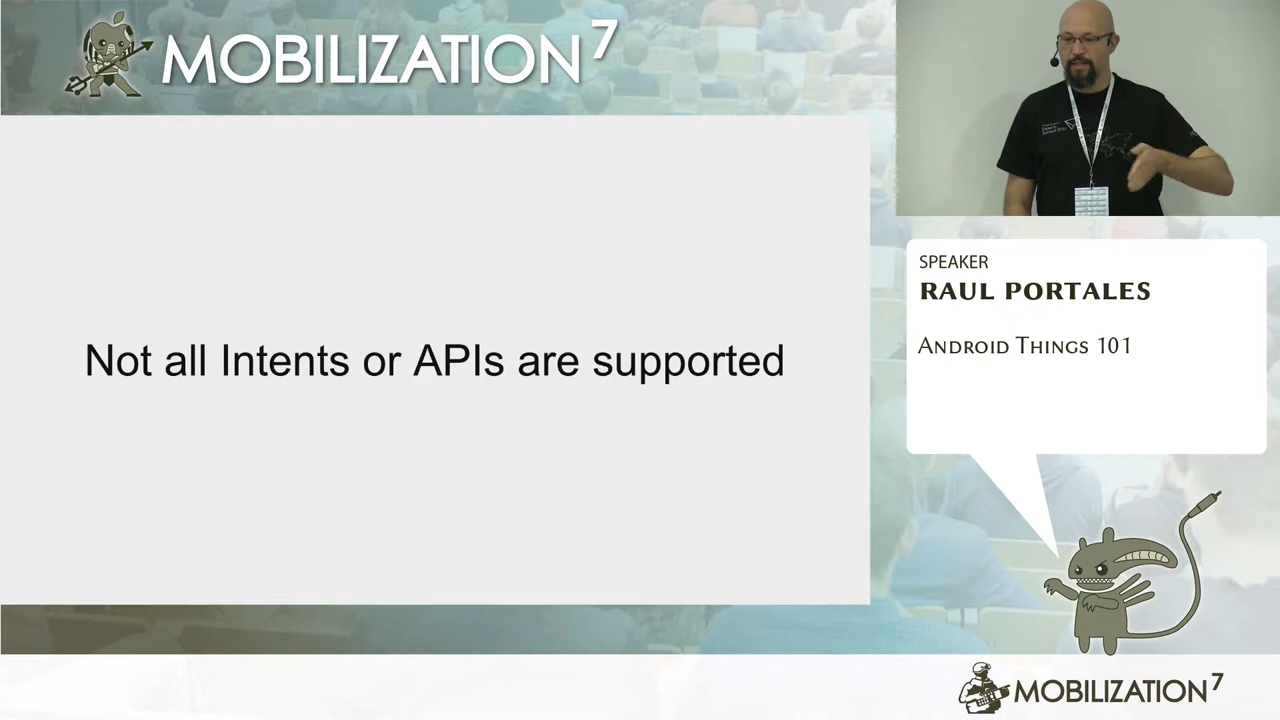 MOBILIZATION 7
Not all Intents or APIs are supported
SPEAKER
RAUL PORTALES
ANDROID THINGS 101
MOBILIZATION 7